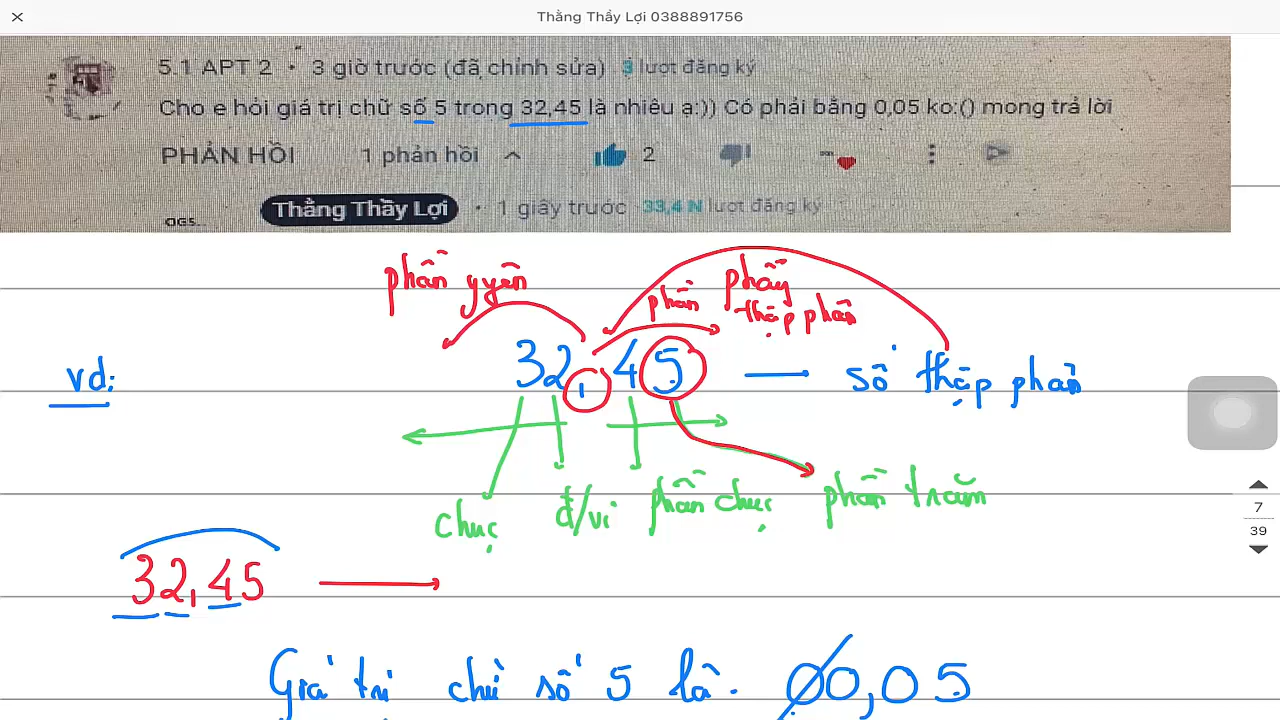 Thằng Thầy Lợi 0388891756
5.1 APT 2 • 3 giờ trước (đã chỉnh sửa) 3 lượt đăng ký
Cho e hỏi giá trị chữ số 5 trong 32,45 là nhiêu ạ:)) Có phải bằng 0,05 ko:() mong trả lời
PHẢN HỒI 1 phản hồi 2
Thằng Thầy Lợi • 1 giây trước 33,4 N lượt đăng ký
phần nguyên phần thập phân phẩy
vd: 32,45 số thập phân
chục đ/vị phần chục phần trăm
7
39
32,45
Giá trị chữ số 5 là. 00,05